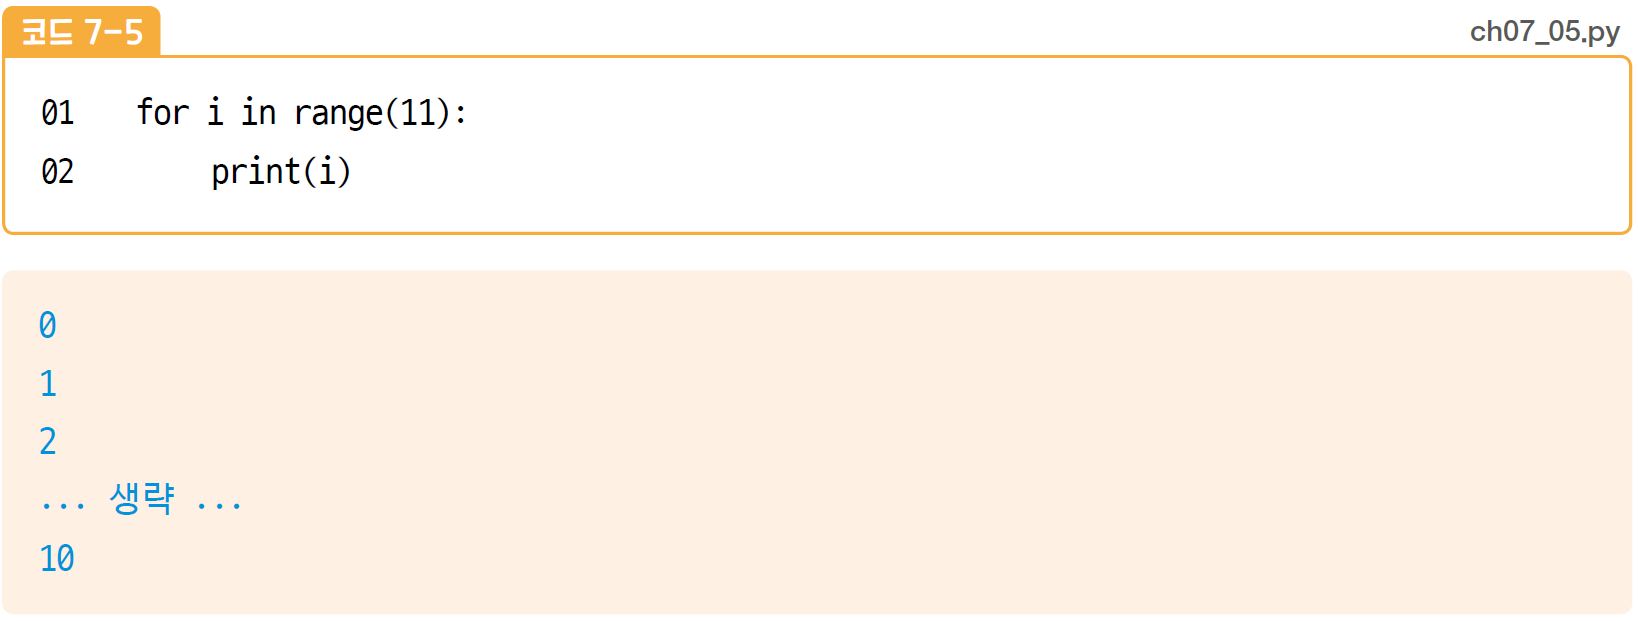 코드 7-5
ch07_05.py
01 for i in range(11):
02 print(i)
0
1
2
... 생략 ...
10